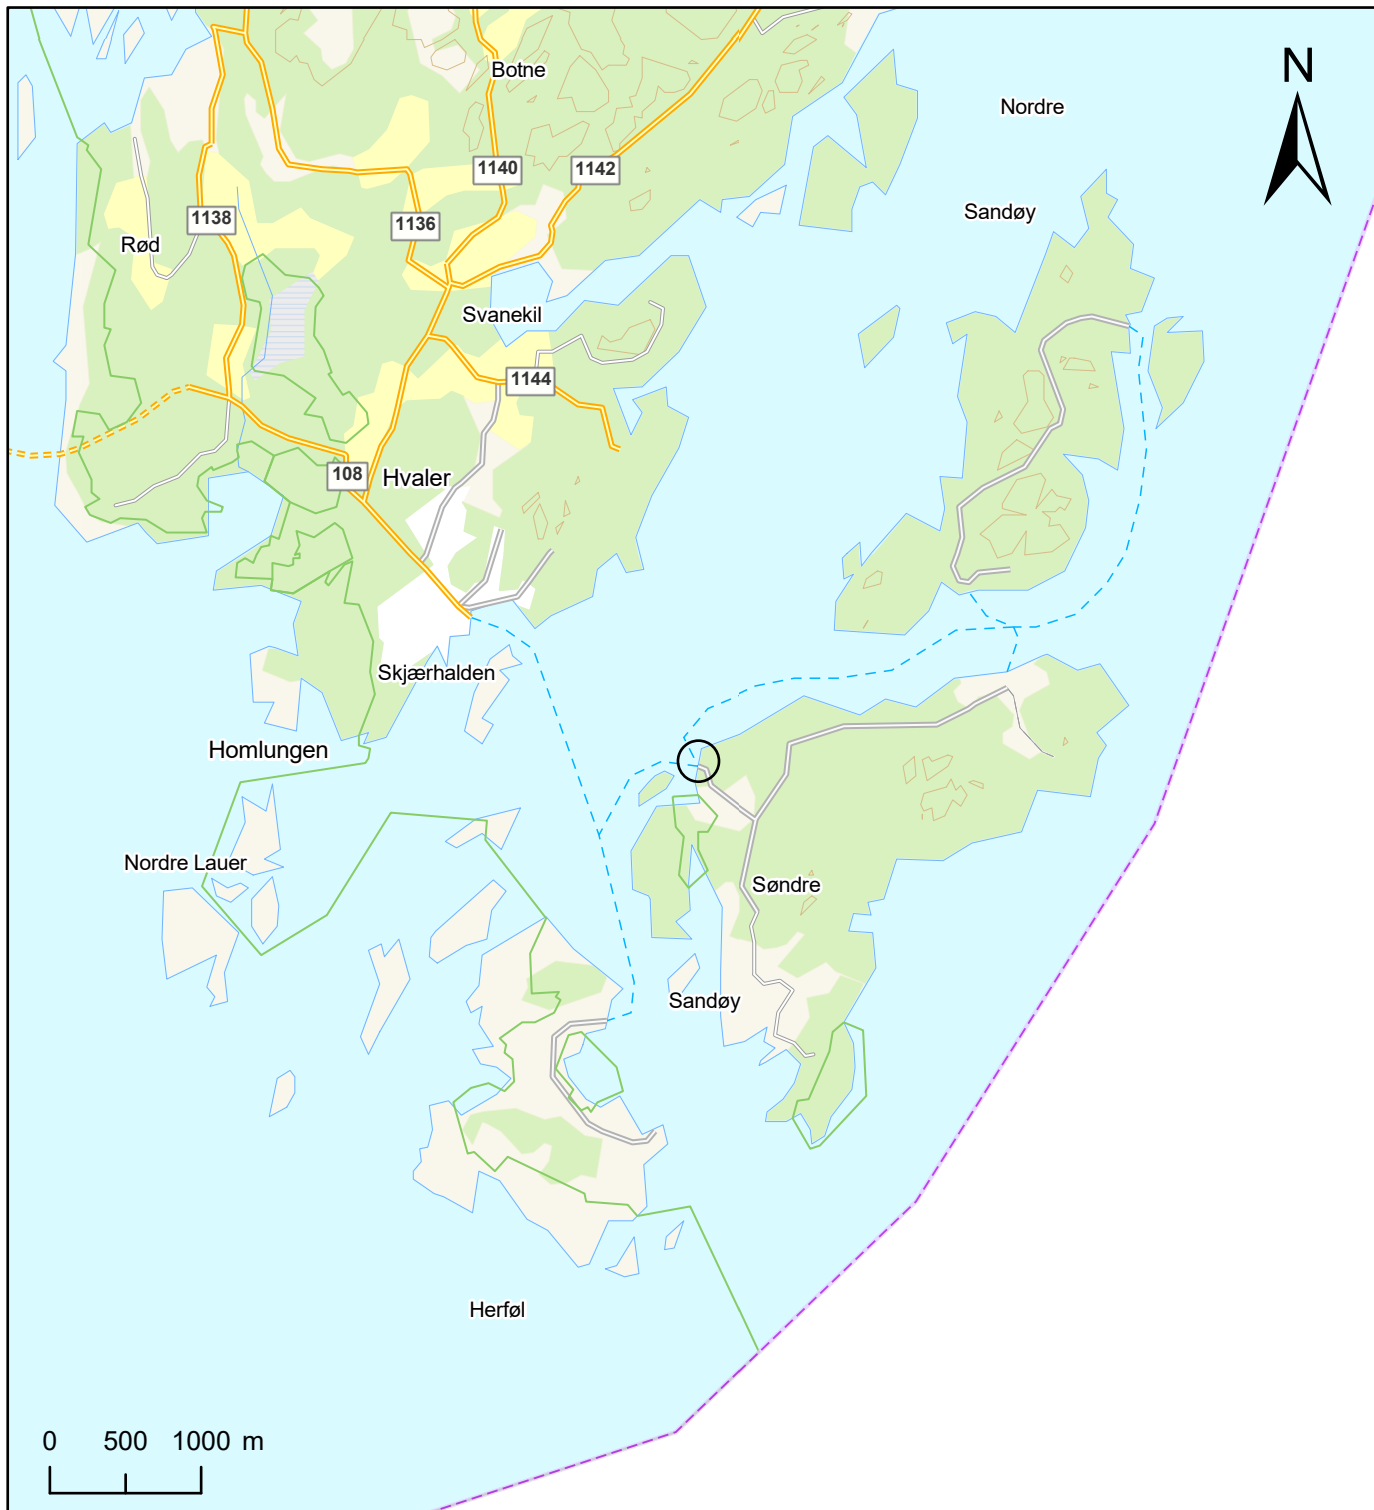 N
Botne
Nordre
1140
1142
Sandøy
1138
1136
Rød
Svanekil
1144
108
Hvaler
Skjærhalden
Homlungen
Nordre Lauer
Søndre
Sandøy
Herføl
0 500 1000 m